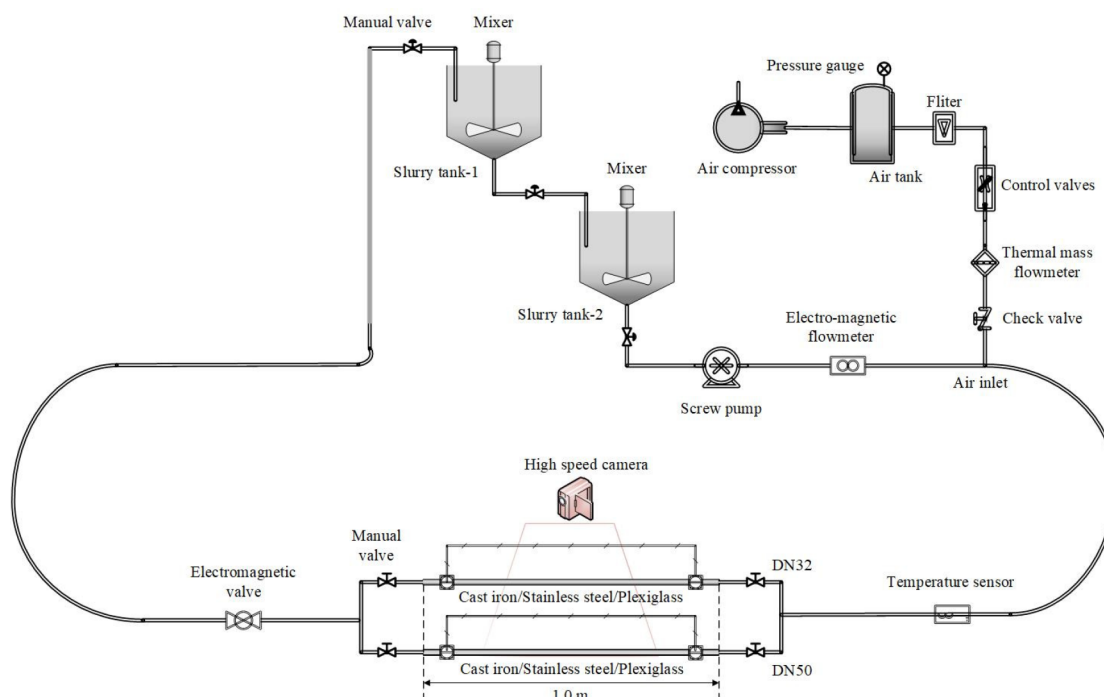 Manual valve
Mixer
Pressure gauge
Fliter
Slurry tank-1
Mixer
Air compressor
Air tank
Control valves
Thermal mass
flowmeter
Slurry tank-2
Electro-magnetic
flowmeter
Check valve
Screw pump
Air inlet
High speed camera
Manual
valve
Electromagnetic
valve
DN32
Temperature sensor
Cast iron/Stainless steel/Plexiglass
Cast iron/Stainless steel/Plexiglass
DN50
1.0 m